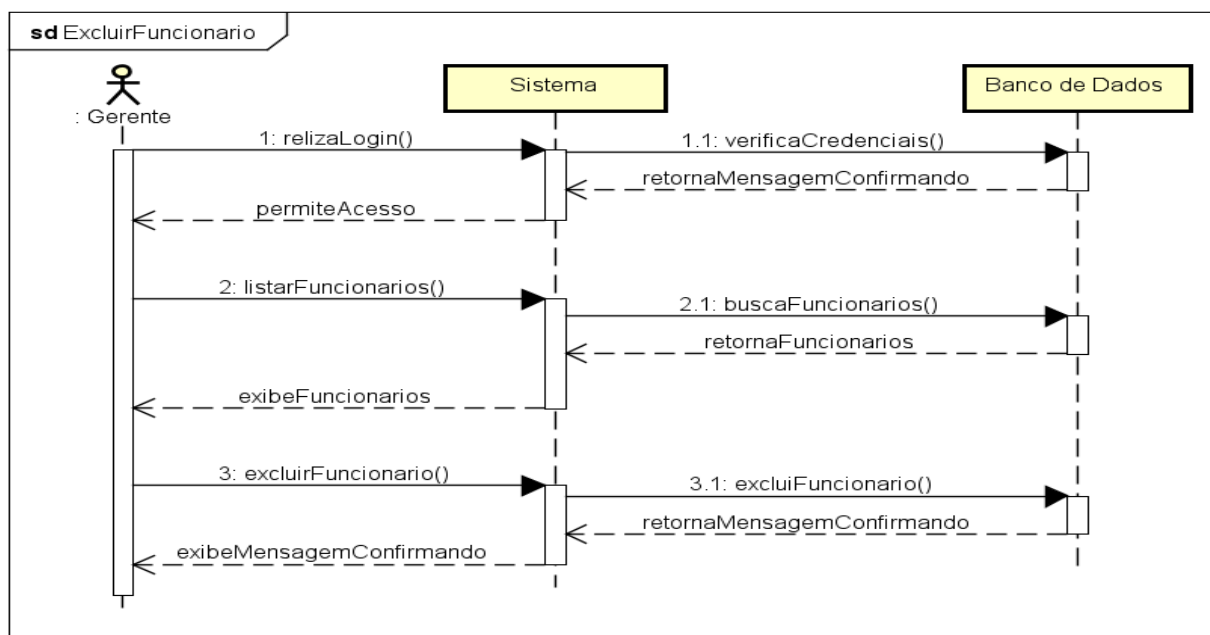 sd ExcluirFuncionario
: Gerente
Sistema
Banco de Dados
1: relizaLogin()
1.1: verificaCredenciais()
retornaMensagemConfirmando
permiteAcesso
2: listarFuncionarios()
2.1: buscaFuncionarios()
retornaFuncionarios
exibeFuncionarios
3: excluirFuncionario()
3.1: excluiFuncionario()
retornaMensagemConfirmando
exibeMensagemConfirmando